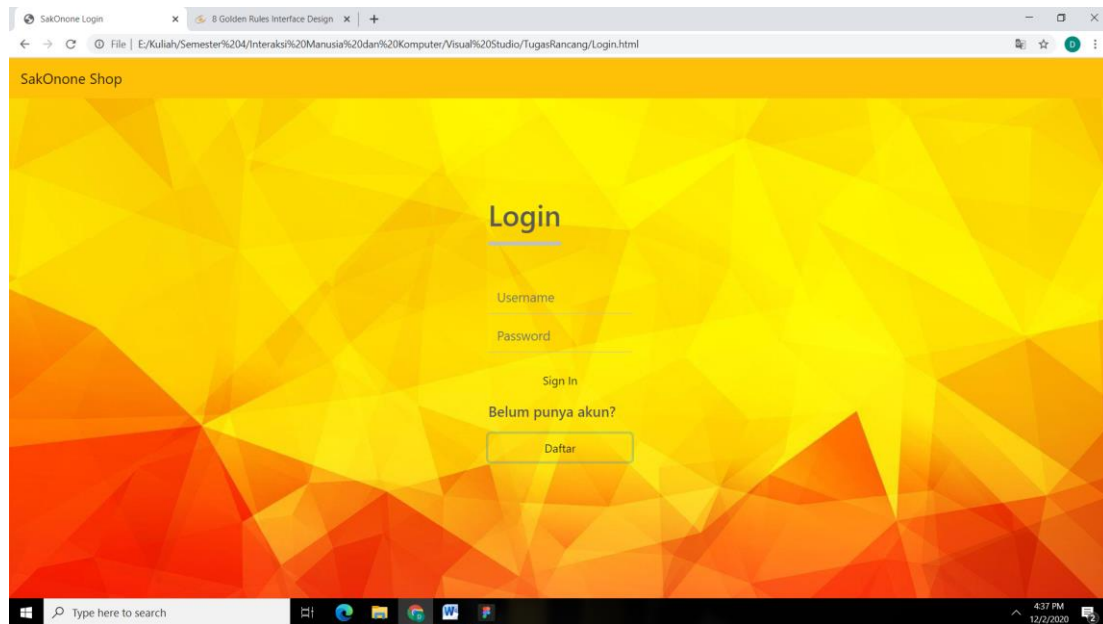 SakOnone Login
8 Golden Rules Interface Design
File | E:/Kuliah/Semester%204/Interaksi%20Manusia%20dan%20Komputer/Visual%20Studio/TugasRancang/Login.html
D
SakOnone Shop
Login
Username
Password
Sign In
Belum punya akun?
Daftar
Type here to search
4:37 PM
12/2/2020
2